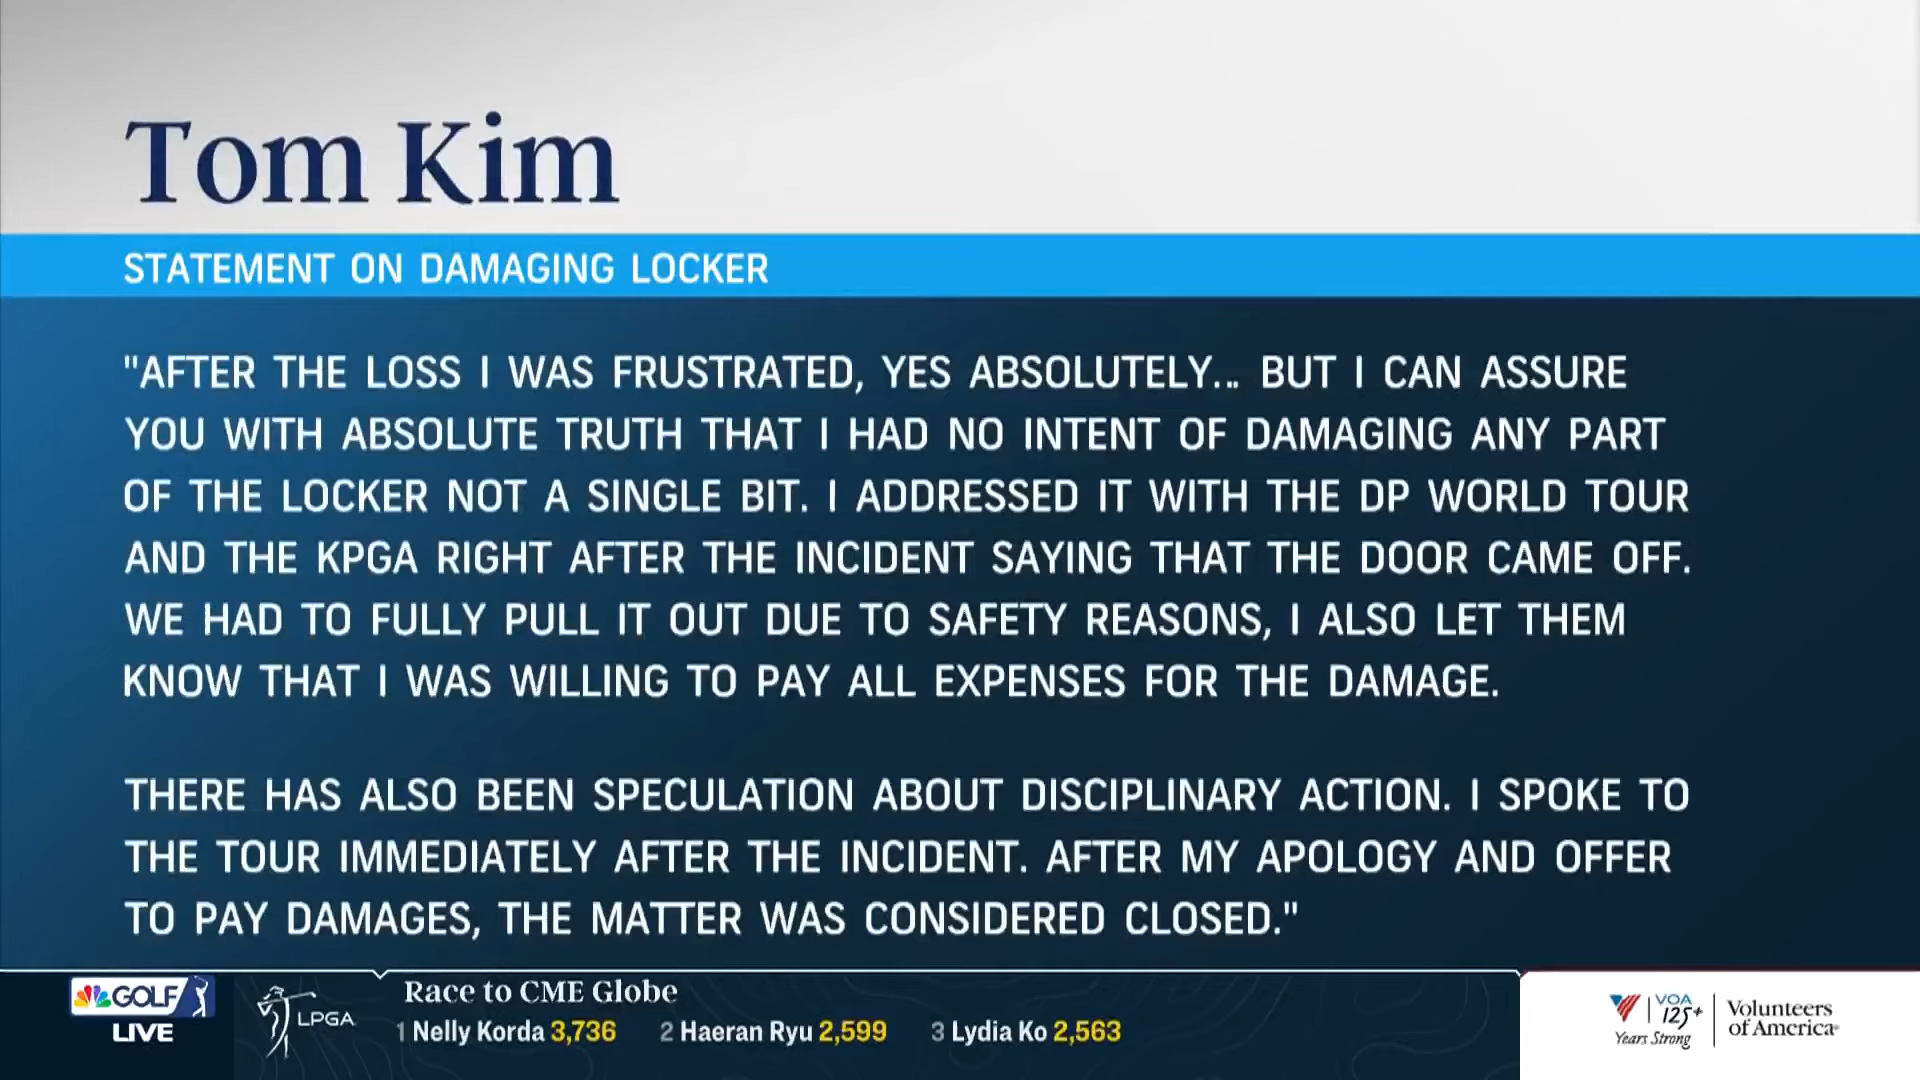 Tom Kim
STATEMENT ON DAMAGING LOCKER
"AFTER THE LOSS I WAS FRUSTRATED, YES ABSOLUTELY... BUT I CAN ASSURE
YOU WITH ABSOLUTE TRUTH THAT I HAD NO INTENT OF DAMAGING ANY PART
OF THE LOCKER NOT A SINGLE BIT. I ADDRESSED IT WITH THE DP WORLD TOUR
AND THE KPGA RIGHT AFTER THE INCIDENT SAYING THAT THE DOOR CAME OFF.
WE HAD TO FULLY PULL IT OUT DUE TO SAFETY REASONS, I ALSO LET THEM
KNOW THAT I WAS WILLING TO PAY ALL EXPENSES FOR THE DAMAGE.
THERE HAS ALSO BEEN SPECULATION ABOUT DISCIPLINARY ACTION. I SPOKE TO
THE TOUR IMMEDIATELY AFTER THE INCIDENT. AFTER MY APOLOGY AND OFFER
TO PAY DAMAGES, THE MATTER WAS CONSIDERED CLOSED."
GOLF
LIVE
LPGA
Race to CME Globe
1 Nelly Korda 3,736 2 Haeran Ryu 2,599 3 Lydia Ko 2,563
VOA
125+
Years Strong
Volunteers
of America®